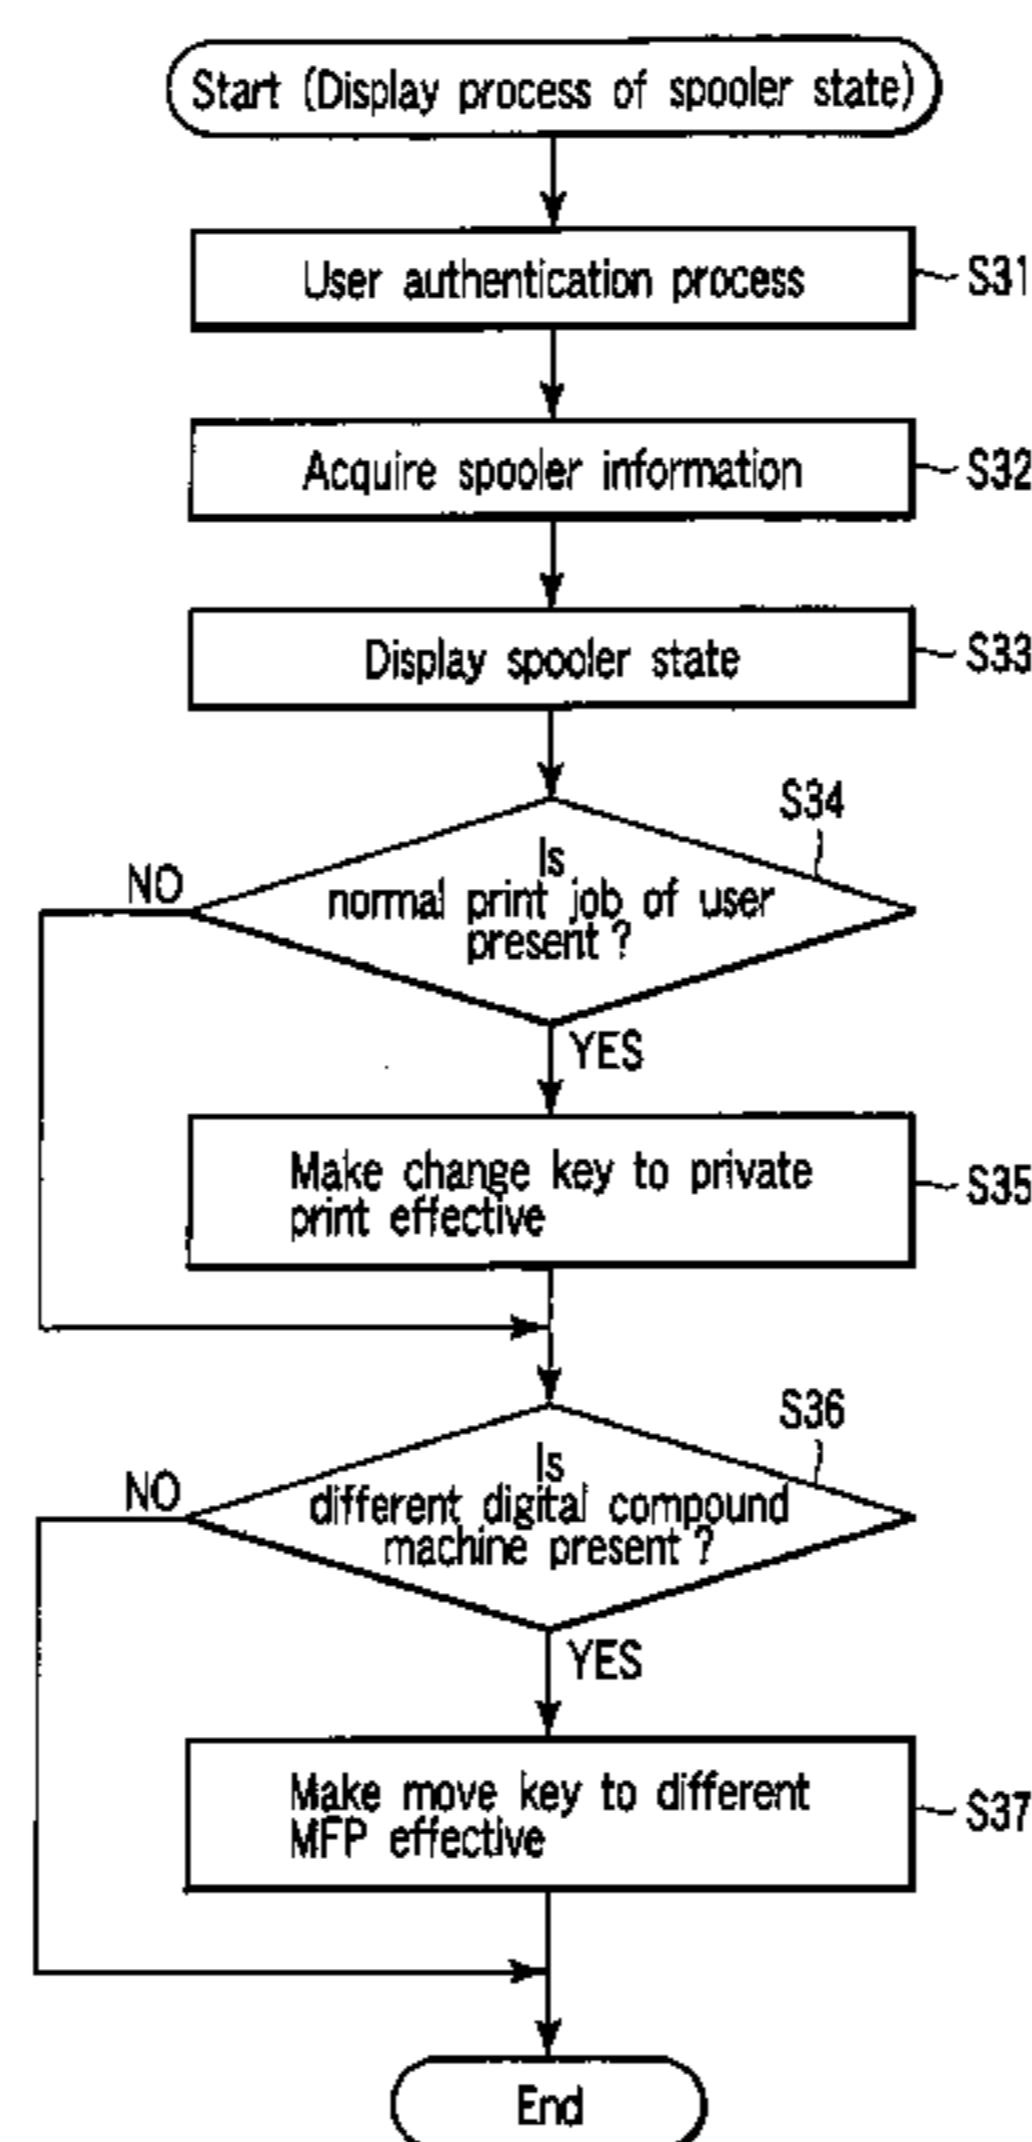 Start (Display process of spooler state)
User authentication process
S31
Acquire spooler information
S32
Display spooler state
S33
S34
Is
normal print job of user
present ?
NO
YES
Make change key to private
print effective
S35
S36
Is
different digital compound
machine present ?
NO
YES
Make move key to different
MFP effective
S37
End